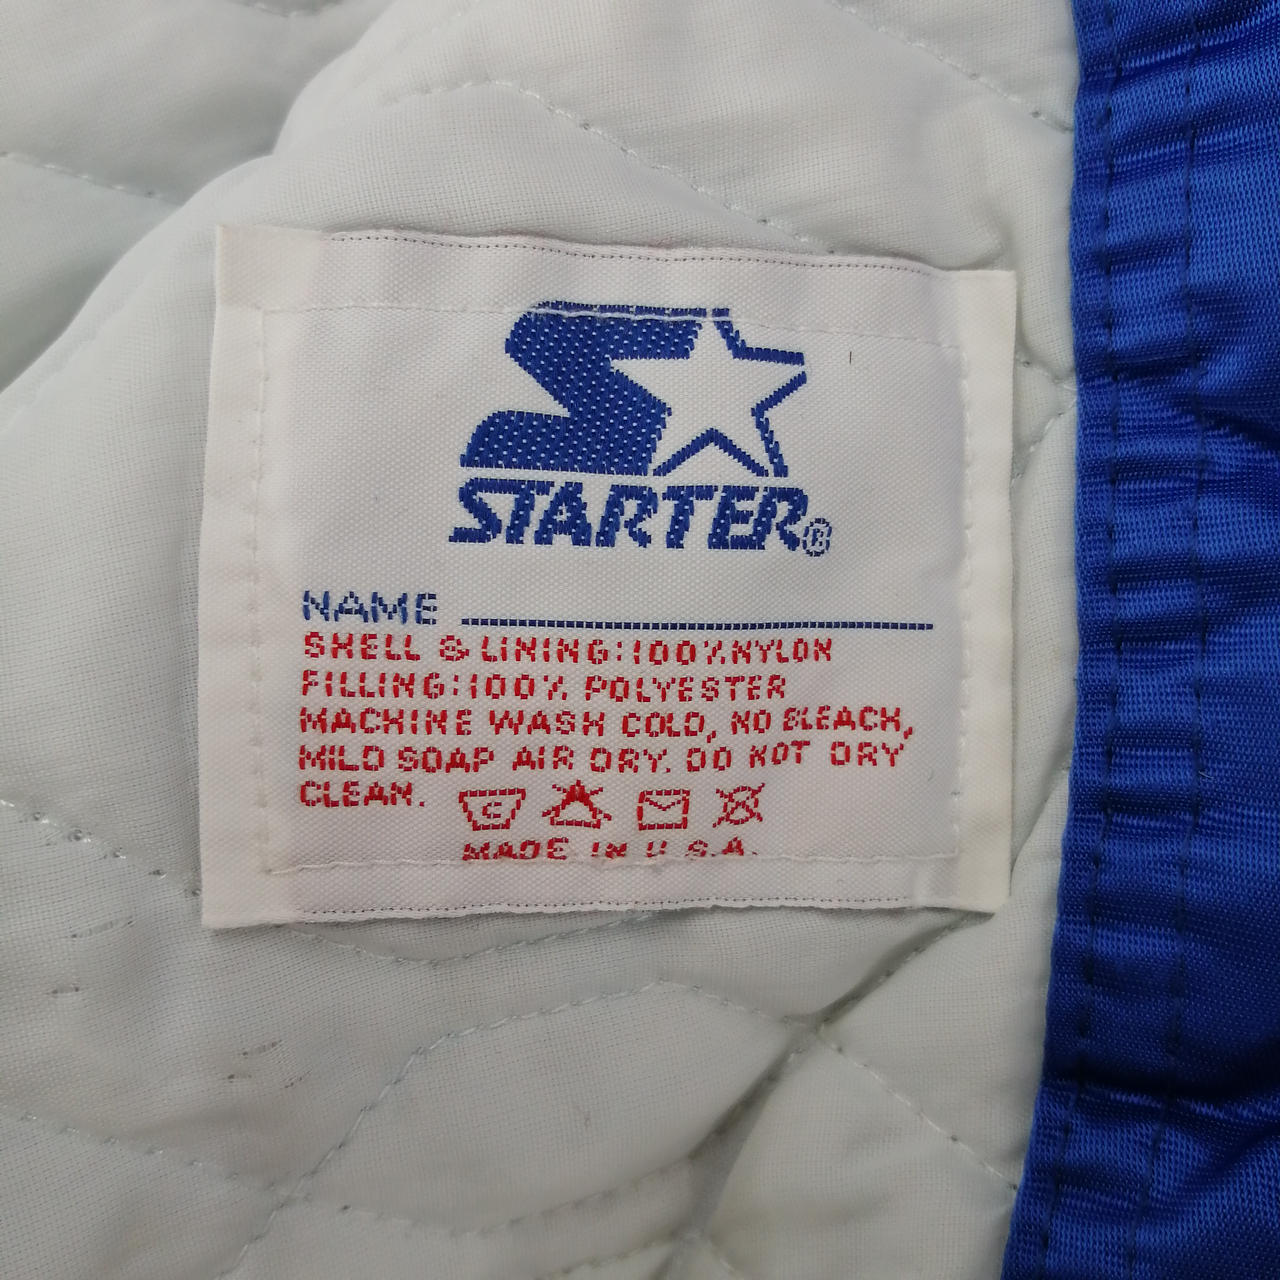 STARTER®
NAME
SHELL & LINING:100%NYLON
FILLING:100% POLYESTER
MACHINE WASH COLD, NO BLEACH,
MILD SOAP AIR DRY. DO NOT DRY
CLEAN.
C
MADE IN U.S.A.